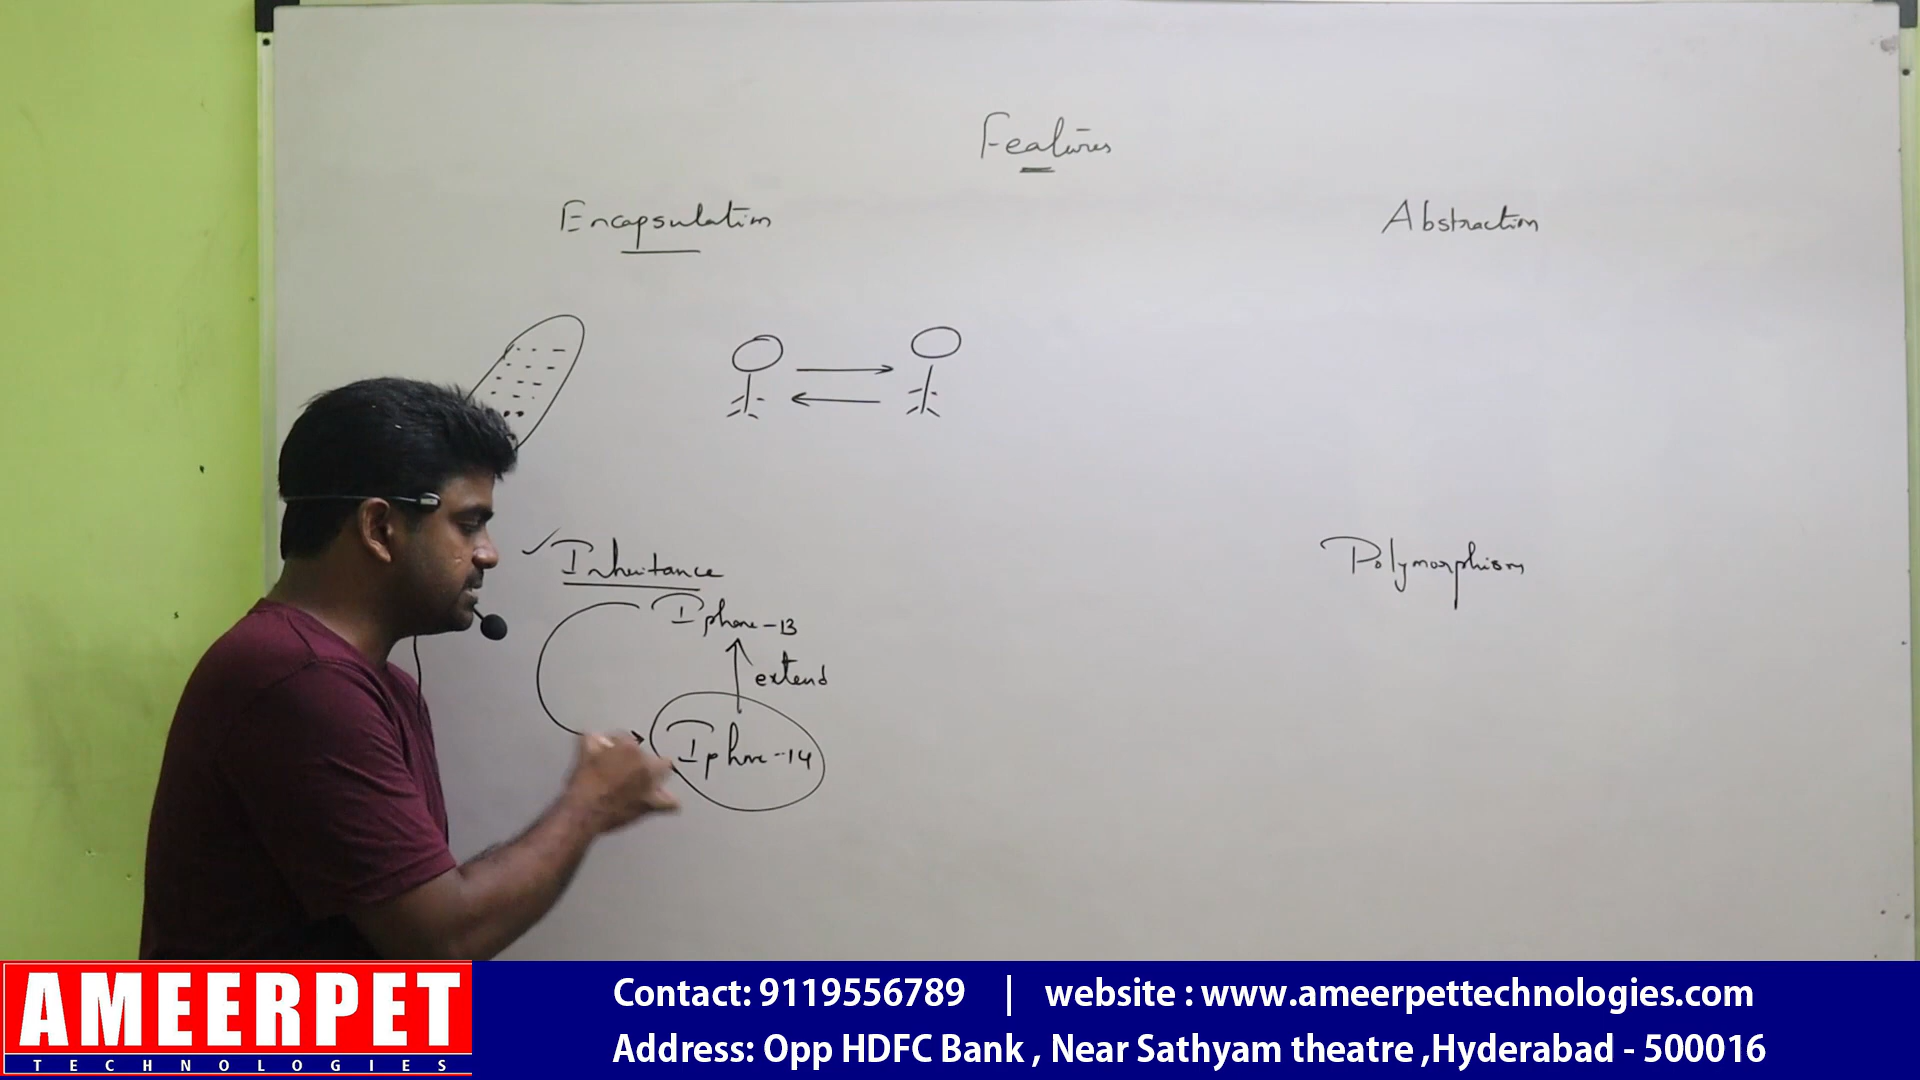 Features
Encapsulation
Abstraction
Inheritance
Polymorphism
Iphone-13
extend
Iphone-14
AMEERPET
TECHNOLOGIES
Contact: 9119556789 | website : www.ameerpettechnologies.com
Address: Opp HDFC Bank , Near Sathyam theatre ,Hyderabad - 500016